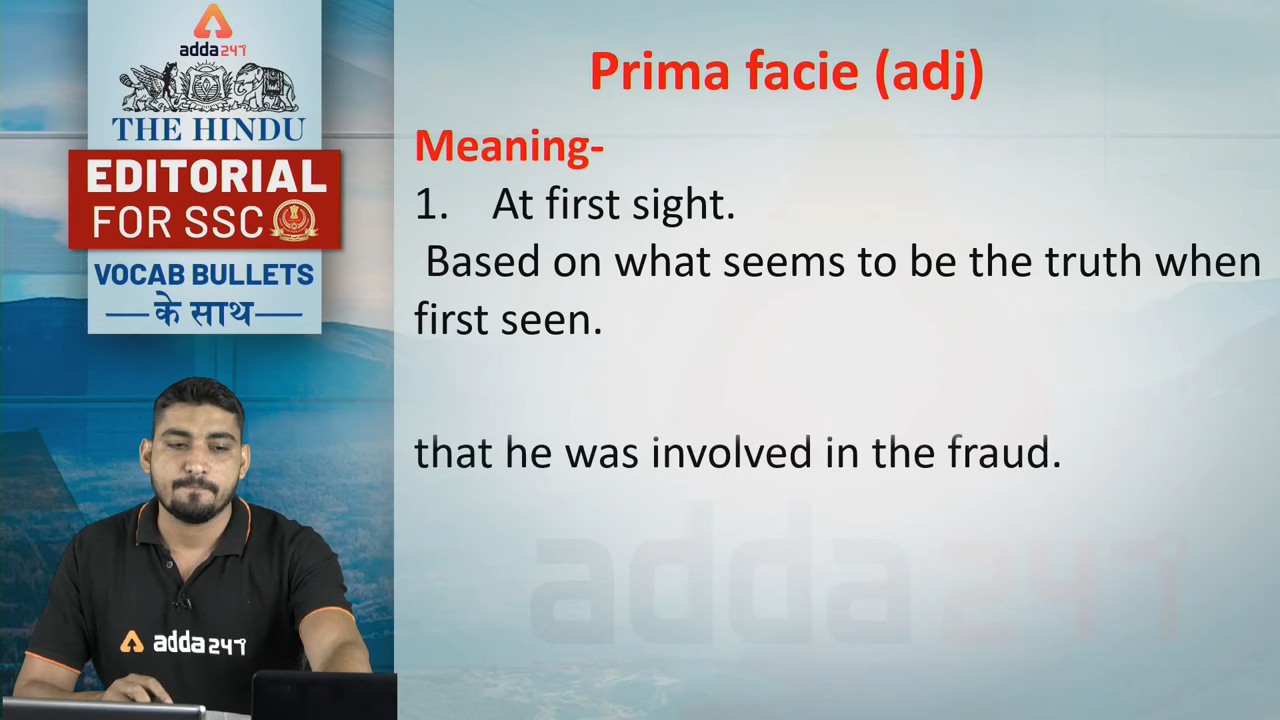 adda247
THE HINDU
EDITORIAL
FOR SSC
VOCAB BULLETS
के साथ
adda247
Prima facie (adj)
Meaning-
1. At first sight.
Based on what seems to be the truth when
first seen.
that he was involved in the fraud.
adda247